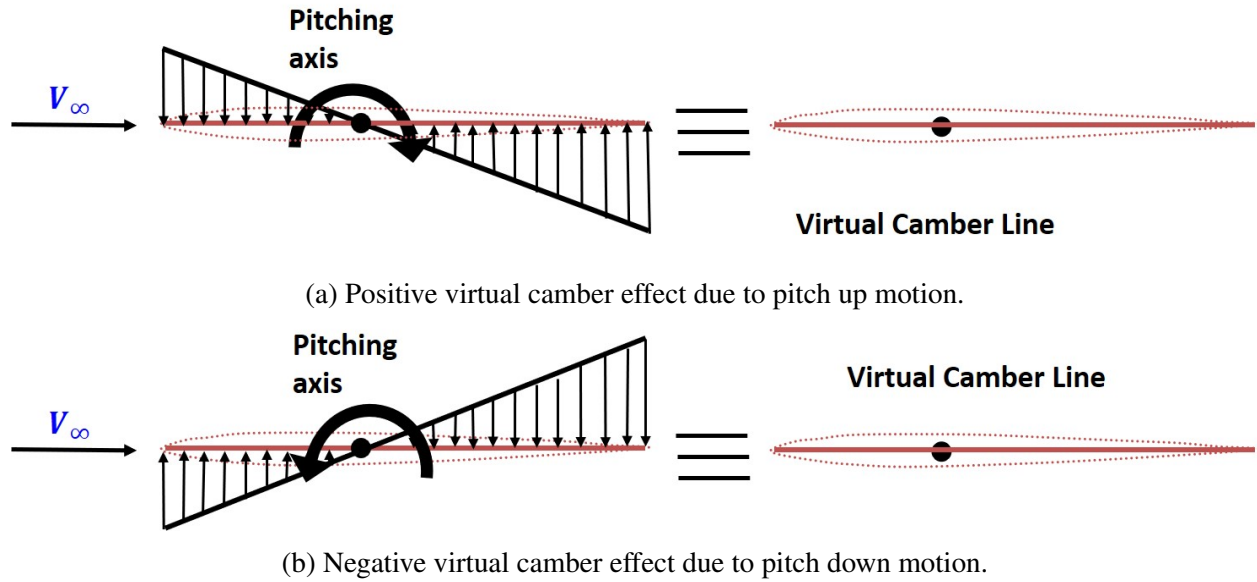 Pitching
axis
V∞
Virtual Camber Line
(a) Positive virtual camber effect due to pitch up motion.
Pitching
axis
Virtual Camber Line
V∞
(b) Negative virtual camber effect due to pitch down motion.